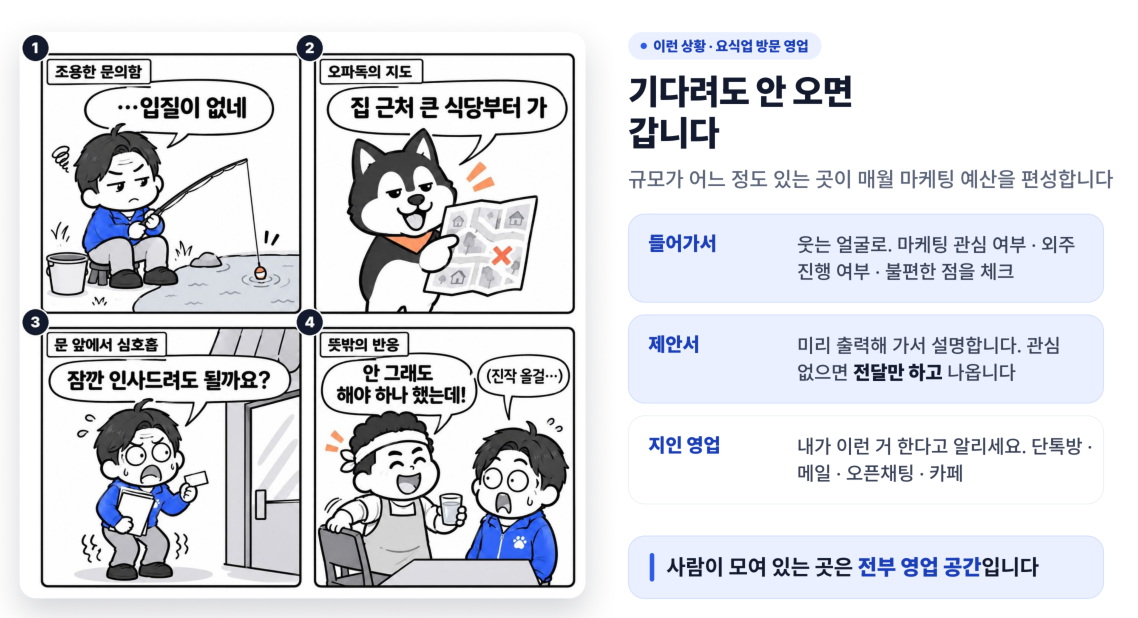 1
조용한 문의함
…입질이 없네
2
오파독의 지도
집 근처 큰 식당부터 가
3
문 앞에서 심호흡
잠깐 인사드려도 될까요?
4
뜻밖의 반응
안 그래도
해야 하나 했는데!
(진작 올걸…)
• 이런 상황 · 요식업 방문 영업
기다려도 안 오면
갑니다
규모가 어느 정도 있는 곳이 매월 마케팅 예산을 편성합니다
들어가서
웃는 얼굴로. 마케팅 관심 여부 · 외주
진행 여부 · 불편한 점을 체크
제안서
미리 출력해 가서 설명합니다. 관심
없으면 전달만 하고 나옵니다
지인 영업
내가 이런 거 한다고 알리세요. 단톡방 ·
메일 · 오픈채팅 · 카페
사람이 모여 있는 곳은 전부 영업 공간입니다